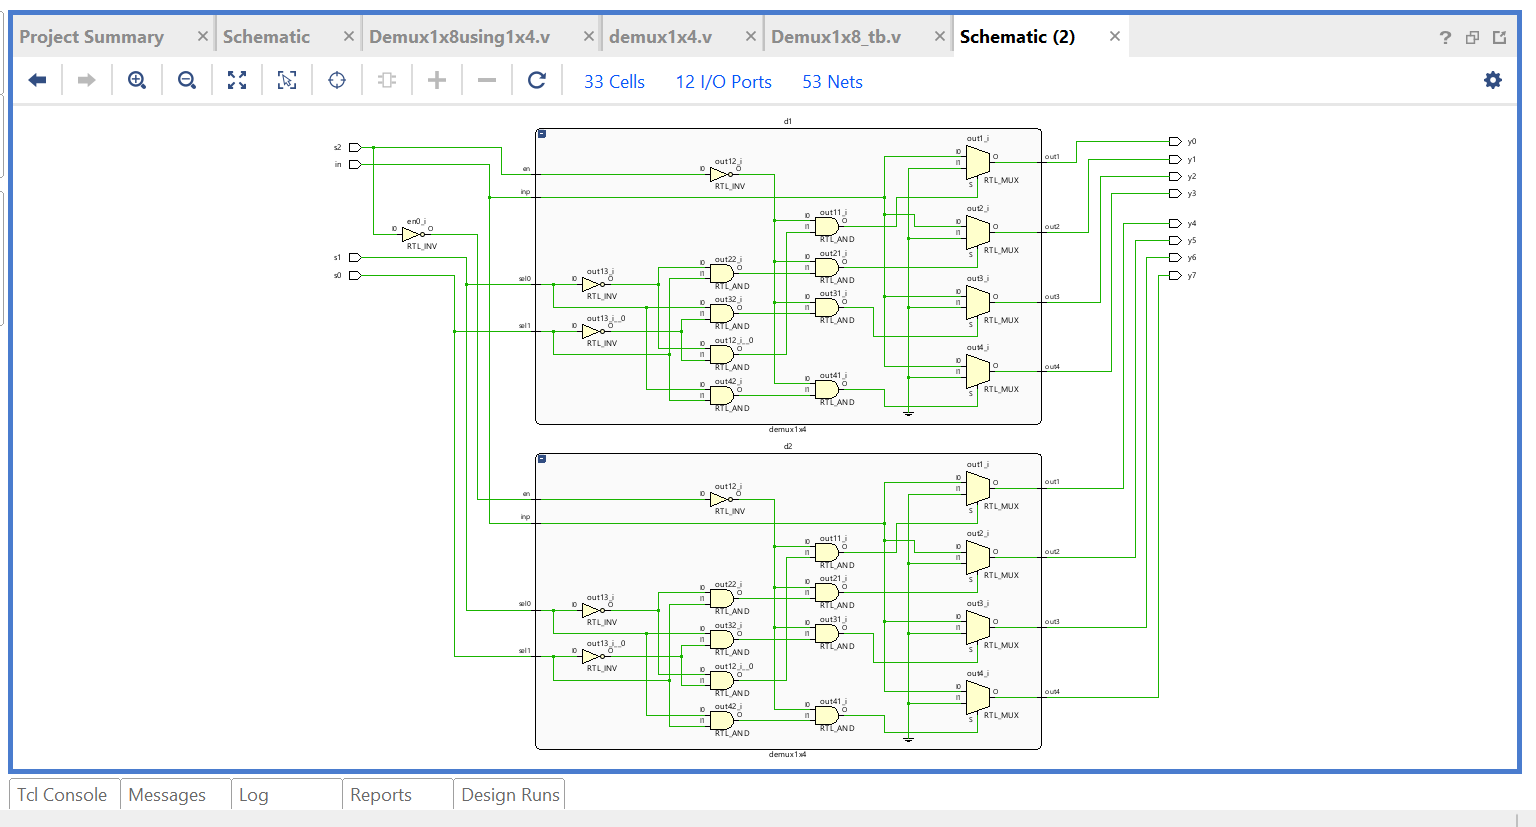 Project Summary × Schematic × Demux1x8using1x4.v × demux1x4.v × Demux1x8_tb.v × Schematic (2) × ?
33 Cells 12 I/O Ports 53 Nets
d1
s2
in
en0_i
I0 O
RTL_INV
s1
s0
en
inp
sel0
sel1
out12_i
I0 O
RTL_INV
out13_i
I0 O
RTL_INV
out13_i__0
I0 O
RTL_INV
out22_i
I0 O
I1
RTL_AND
out32_i
I0 O
I1
RTL_AND
out12_i__0
I0 O
I1
RTL_AND
out42_i
I0 O
I1
RTL_AND
out11_i
I0 O
I1
RTL_AND
out21_i
I0 O
I1
RTL_AND
out31_i
I0 O
I1
RTL_AND
out41_i
I0 O
I1
RTL_AND
out1_i
I0 O
I1
S RTL_MUX
out2_i
I0 O
I1
S RTL_MUX
out3_i
I0 O
I1
S RTL_MUX
out4_i
I0 O
I1
S RTL_MUX
out1
out2
out3
out4
y0
y1
y2
y3
y4
y5
y6
y7
demux1x4
d2
en
inp
sel0
sel1
out12_i
I0 O
RTL_INV
out13_i
I0 O
RTL_INV
out13_i__0
I0 O
RTL_INV
out22_i
I0 O
I1
RTL_AND
out32_i
I0 O
I1
RTL_AND
out12_i__0
I0 O
I1
RTL_AND
out42_i
I0 O
I1
RTL_AND
out11_i
I0 O
I1
RTL_AND
out21_i
I0 O
I1
RTL_AND
out31_i
I0 O
I1
RTL_AND
out41_i
I0 O
I1
RTL_AND
out1_i
I0 O
I1
S RTL_MUX
out2_i
I0 O
I1
S RTL_MUX
out3_i
I0 O
I1
S RTL_MUX
out4_i
I0 O
I1
S RTL_MUX
out1
out2
out3
out4
demux1x4
Tcl Console Messages Log Reports Design Runs